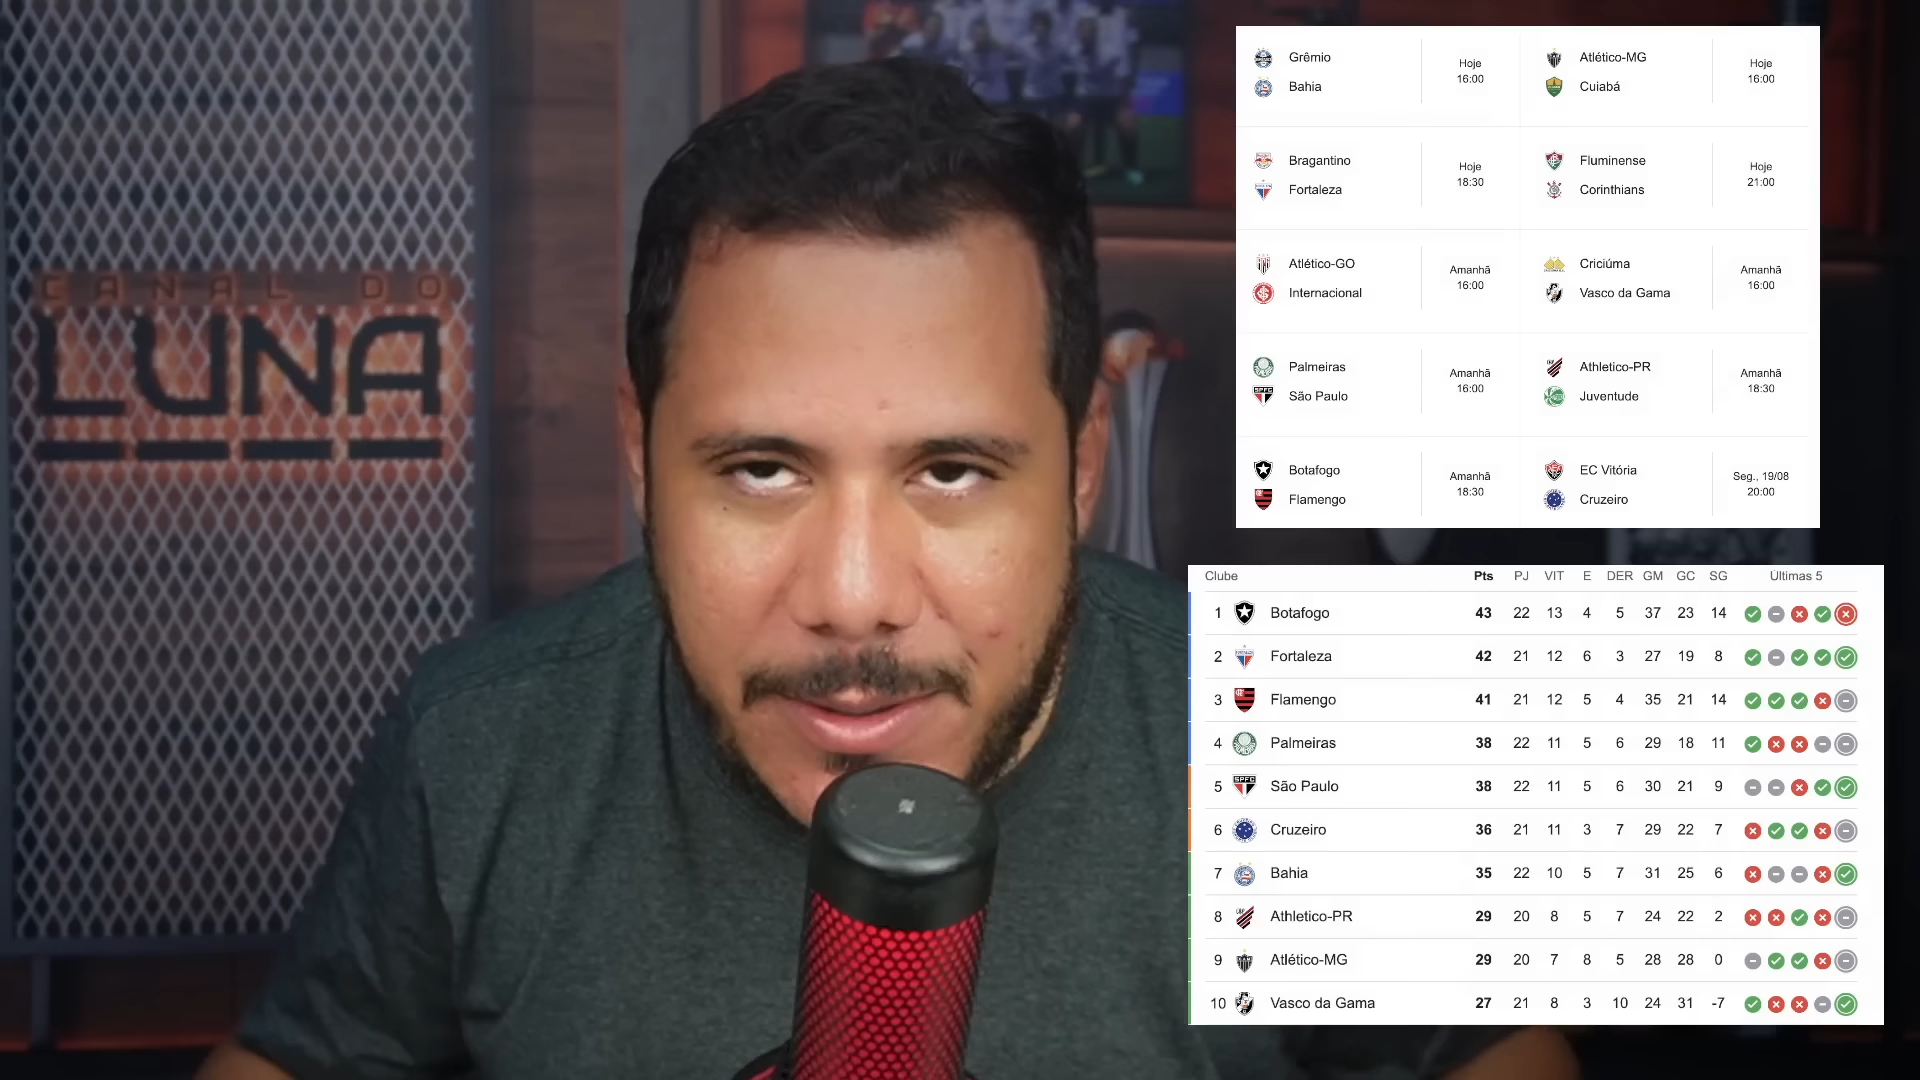 CANAL DO
LUNA
Grêmio
Bahia
Hoje
16:00
Atlético-MG
Cuiabá
Hoje
16:00
Bragantino
Fortaleza
Hoje
18:30
Fluminense
Corinthians
Hoje
21:00
Atlético-GO
Internacional
Amanhã
16:00
Criciúma
Vasco da Gama
Amanhã
16:00
Palmeiras
São Paulo
Amanhã
16:00
Athletico-PR
Juventude
Amanhã
18:30
Botafogo
Flamengo
Amanhã
18:30
EC Vitória
Cruzeiro
Seg., 19/08
20:00
Clube Pts PJ VIT E DER GM GC SG Últimas 5
1 Botafogo 43 22 13 4 5 37 23 14
2 Fortaleza 42 21 12 6 3 27 19 8
3 Flamengo 41 21 12 5 4 35 21 14
4 Palmeiras 38 22 11 5 6 29 18 11
5 São Paulo 38 22 11 5 6 30 21 9
6 Cruzeiro 36 21 11 3 7 29 22 7
7 Bahia 35 22 10 5 7 31 25 6
8 Athletico-PR 29 20 8 5 7 24 22 2
9 Atlético-MG 29 20 7 8 5 28 28 0
10 Vasco da Gama 27 21 8 3 10 24 31 -7